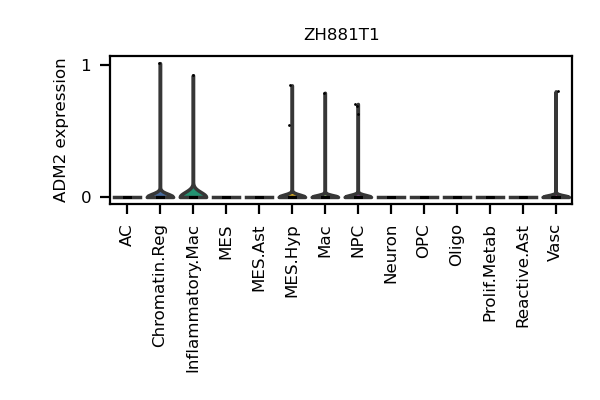 ZH881T1
ADM2 expression
1
0
AC
Chromatin.Reg
Inflammatory.Mac
MES
MES.Ast
MES.Hyp
Mac
NPC
Neuron
OPC
Oligo
Prolif.Metab
Reactive.Ast
Vasc